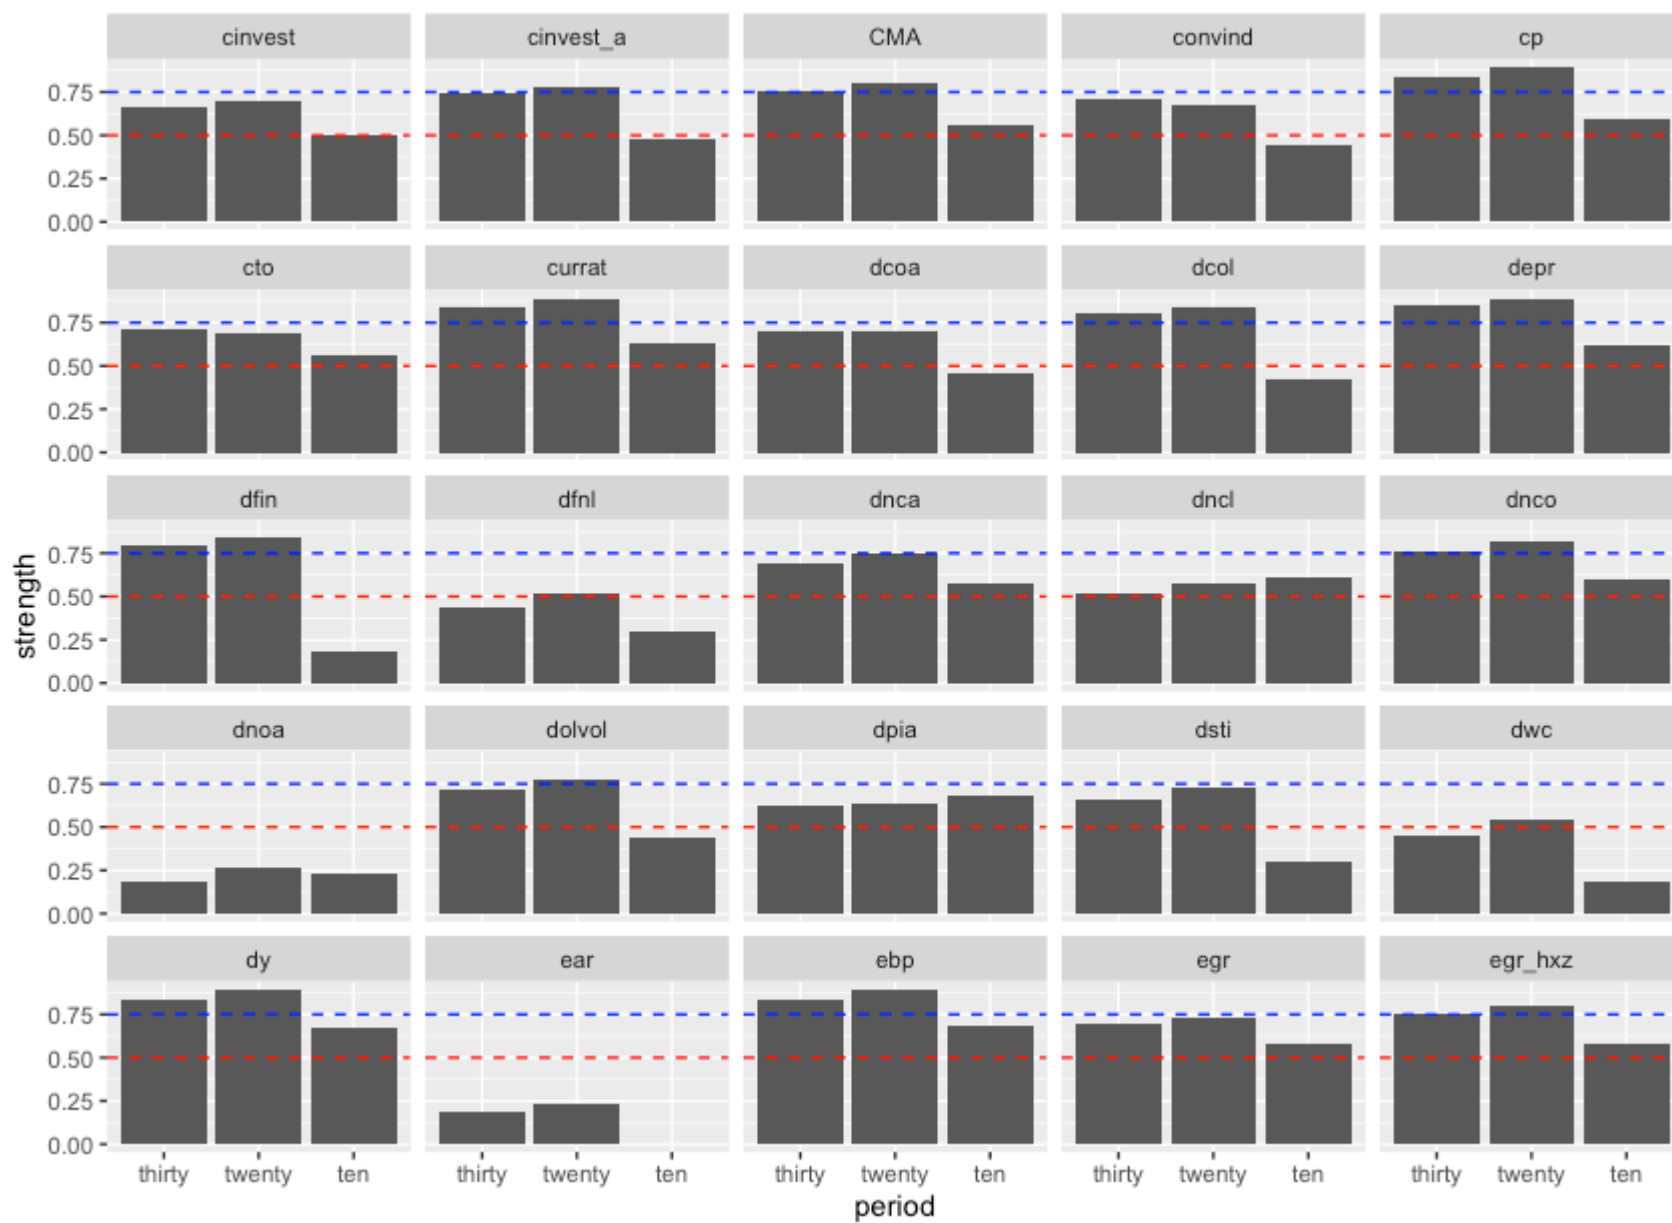 cinvest cinvest_a CMA convind cp
0.75
0.50
0.25
0.00
cto currat dcoa dcol depr
0.75
0.50
0.25
0.00
dfin dfnl dnca dncl dnco
0.75
0.50
0.25
0.00
strength
dnoa dolvol dpia dsti dwc
0.75
0.50
0.25
0.00
dy ear ebp egr egr_hxz
0.75
0.50
0.25
0.00
thirty twenty ten thirty twenty ten thirty twenty ten thirty twenty ten thirty twenty ten
period